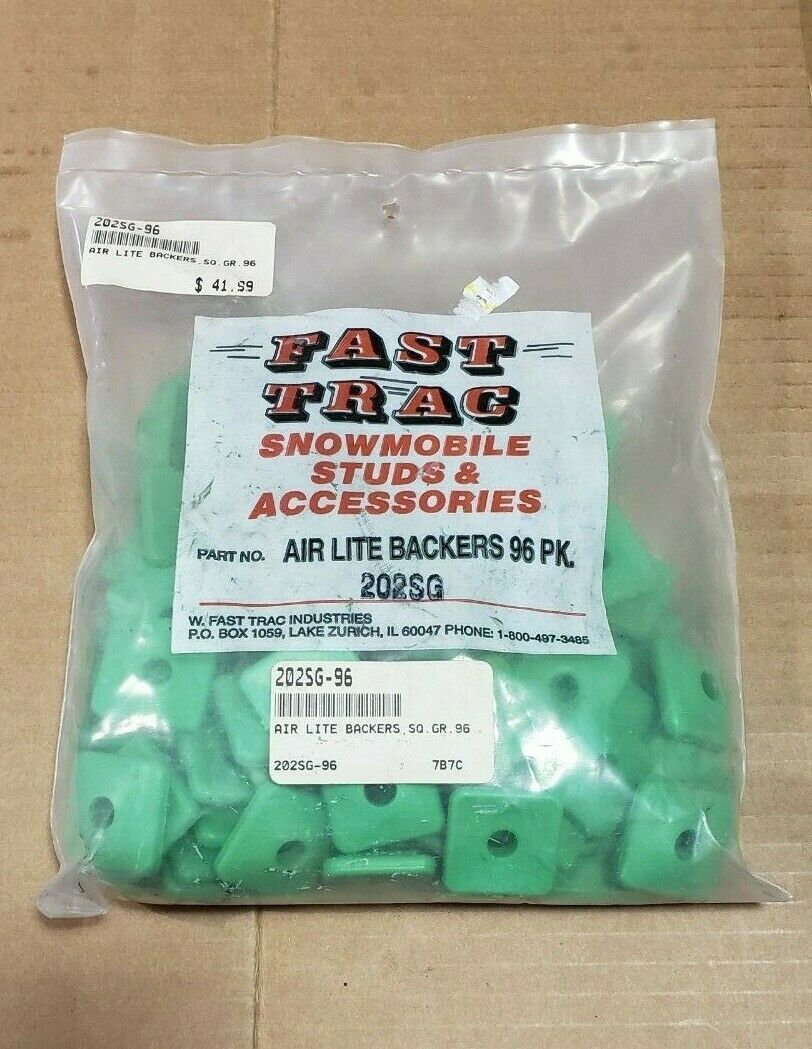 202SG-96
AIR LITE BACKERS,SQ.GR.96
$ 41.99
FAST
TRAC
SNOWMOBILE
STUDS &
ACCESSORIES
PART NO. AIR LITE BACKERS 96 PK.
202SG
W. FAST TRAC INDUSTRIES
P.O. BOX 1059, LAKE ZURICH, IL 60047 PHONE: 1-800-497-3485
202SG-96
AIR LITE BACKERS,SQ.GR.96
202SG-96 7B7C